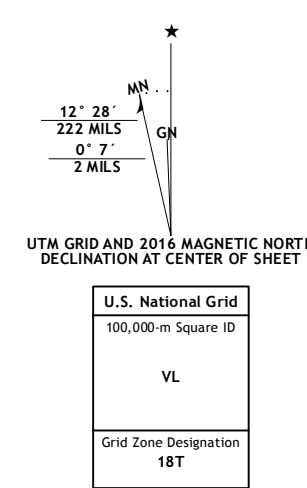 ★
MN
GN
12° 28´
222 MILS
0° 7´
2 MILS
UTM GRID AND 2016 MAGNETIC NORTH
DECLINATION AT CENTER OF SHEET
U.S. National Grid
100,000-m Square ID
VL
Grid Zone Designation
18T